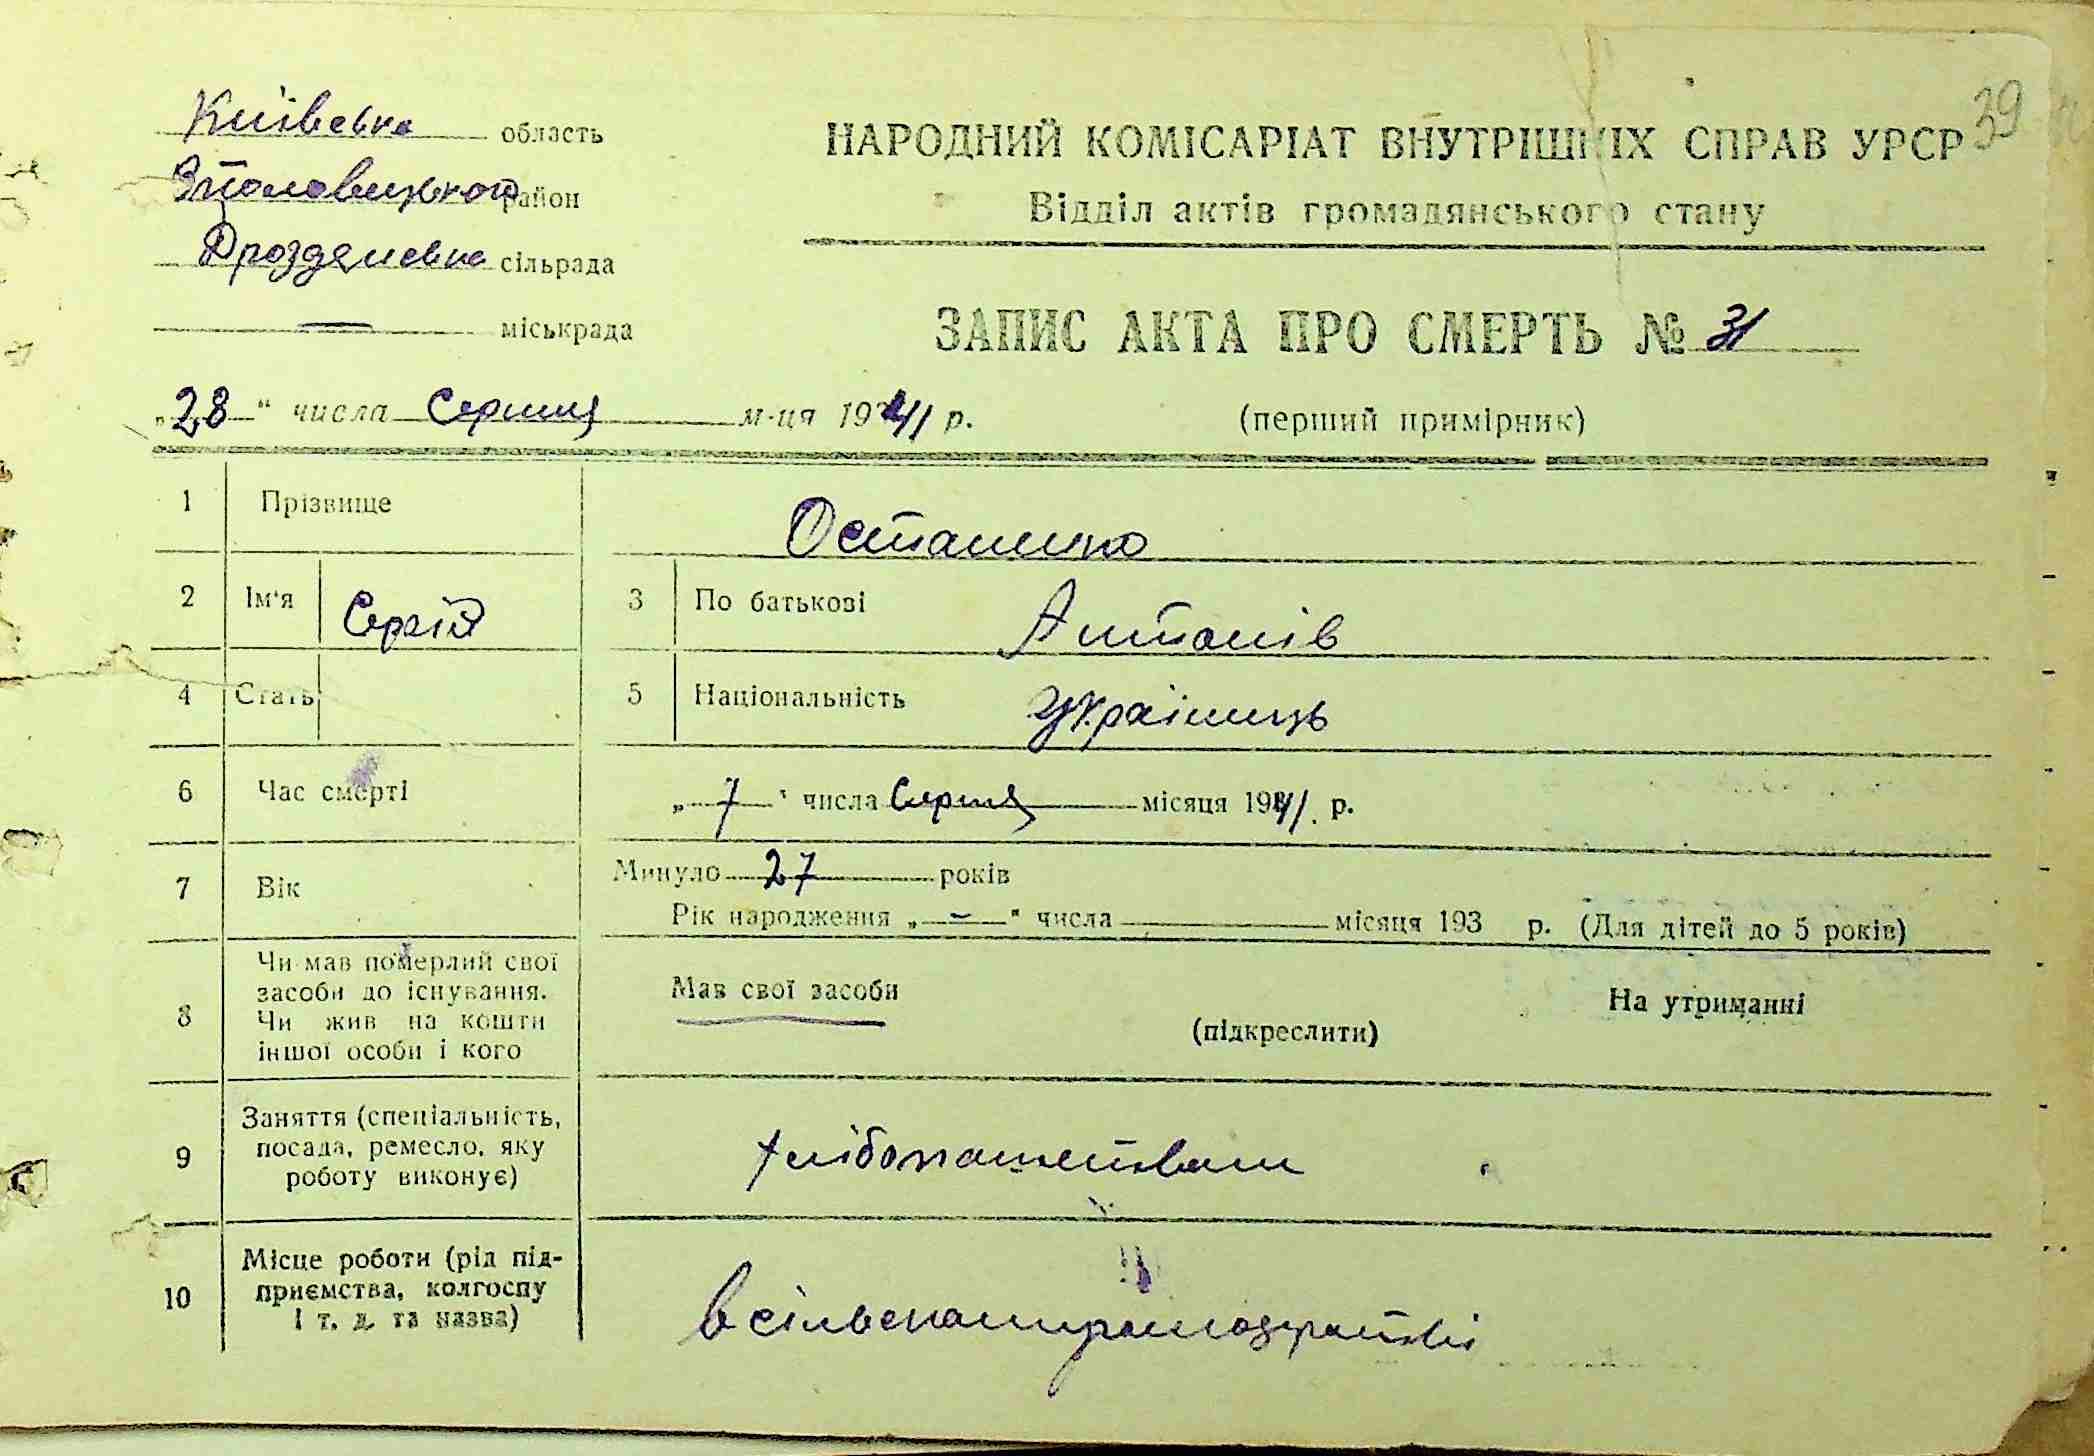 39
Київська область
район
Дроздянська сільрада
— міськрада
НАРОДНИЙ КОМІСАРІАТ ВНУТРІШНІХ СПРАВ УРСР
Відділ актів громадянського стану
ЗАПИС АКТА ПРО СМЕРТЬ № 31
„28“ числа Серпня м-ця 1941 р.
(перший примірник)
1 Прізвище Остапенко
2 Ім'я Сергій 3 По батькові Антонів
4 Стать 5 Національність Українець
6 Час смерті „7“ числа Серпня місяця 1941 р.
7 Вік Минуло 27 років
Рік народження „—“ числа місяця 193 р. (Для дітей до 5 років)
8 Чи мав померлий свої
засоби до існування.
Чи жив на кошти
іншої особи і кого
Мав свої засоби
(підкреслити)
На утриманні
9 Заняття (спеціальність,
посада, ремесло, яку
роботу виконує)
10 Місце роботи (рід під-
приємства, колгоспу
і т. д. та назва)